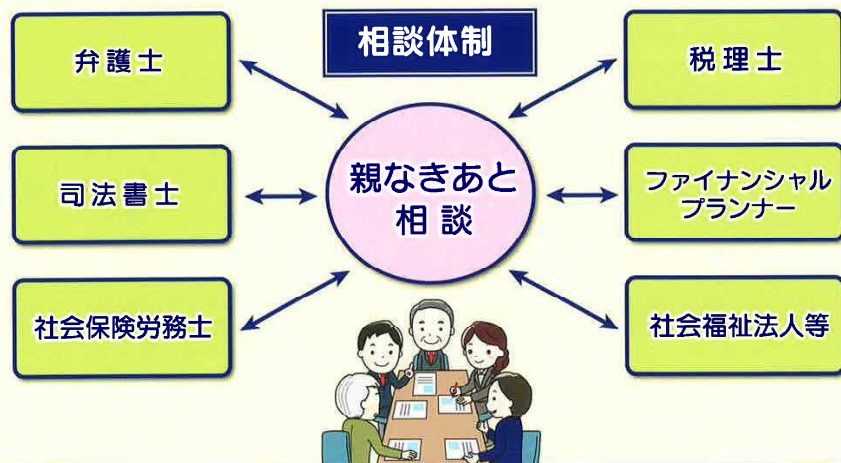 相談体制
弁護士
税理士
親なきあと
相談
司法書士
ファイナンシャル
プランナー
社会保険労務士
社会福祉法人等